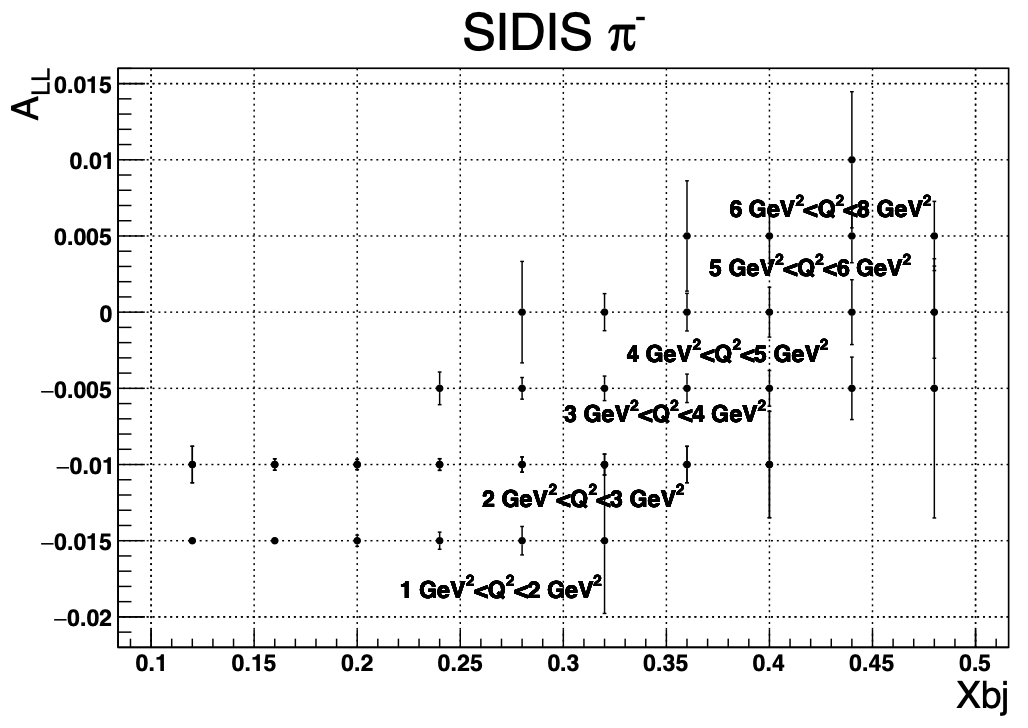 SIDIS π⁻
A_LL
0.015
0.01
0.005
0
−0.005
−0.01
−0.015
−0.02
6 GeV²<Q²<8 GeV²
5 GeV²<Q²<6 GeV²
4 GeV²<Q²<5 GeV²
3 GeV²<Q²<4 GeV²
2 GeV²<Q²<3 GeV²
1 GeV²<Q²<2 GeV²
0.1 0.15 0.2 0.25 0.3 0.35 0.4 0.45 0.5
Xbj